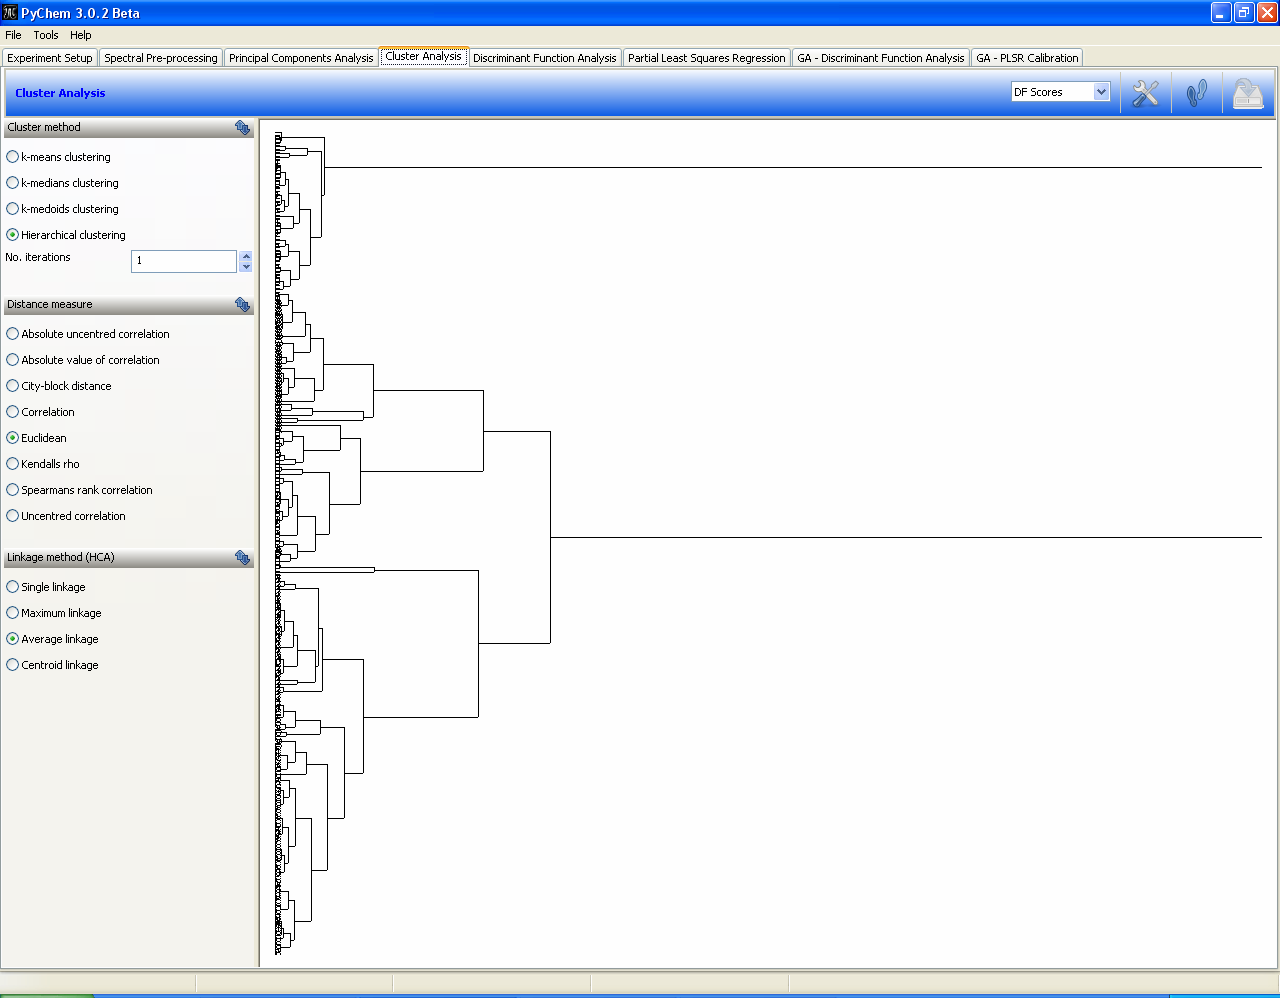 PyChem 3.0.2 Beta
File Tools Help
Experiment Setup Spectral Pre-processing Principal Components Analysis Cluster Analysis Discriminant Function Analysis Partial Least Squares Regression GA - Discriminant Function Analysis GA - PLSR Calibration
Cluster Analysis DF Scores
Cluster method
k-means clustering
k-medians clustering
k-medoids clustering
Hierarchical clustering
No. iterations 1
Distance measure
Absolute uncentred correlation
Absolute value of correlation
City-block distance
Correlation
Euclidean
Kendalls rho
Spearmans rank correlation
Uncentred correlation
Linkage method (HCA)
Single linkage
Maximum linkage
Average linkage
Centroid linkage